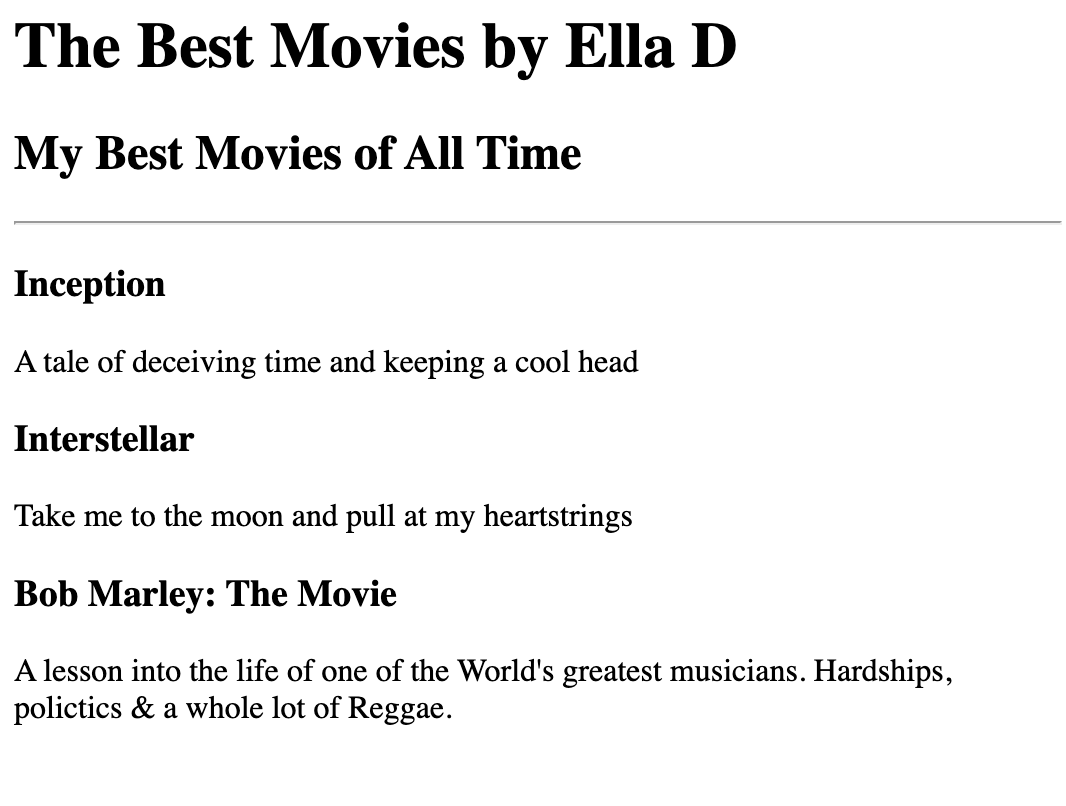 The Best Movies by Ella D
My Best Movies of All Time
Inception
A tale of deceiving time and keeping a cool head
Interstellar
Take me to the moon and pull at my heartstrings
Bob Marley: The Movie
A lesson into the life of one of the World's greatest musicians. Hardships,
polictics & a whole lot of Reggae.